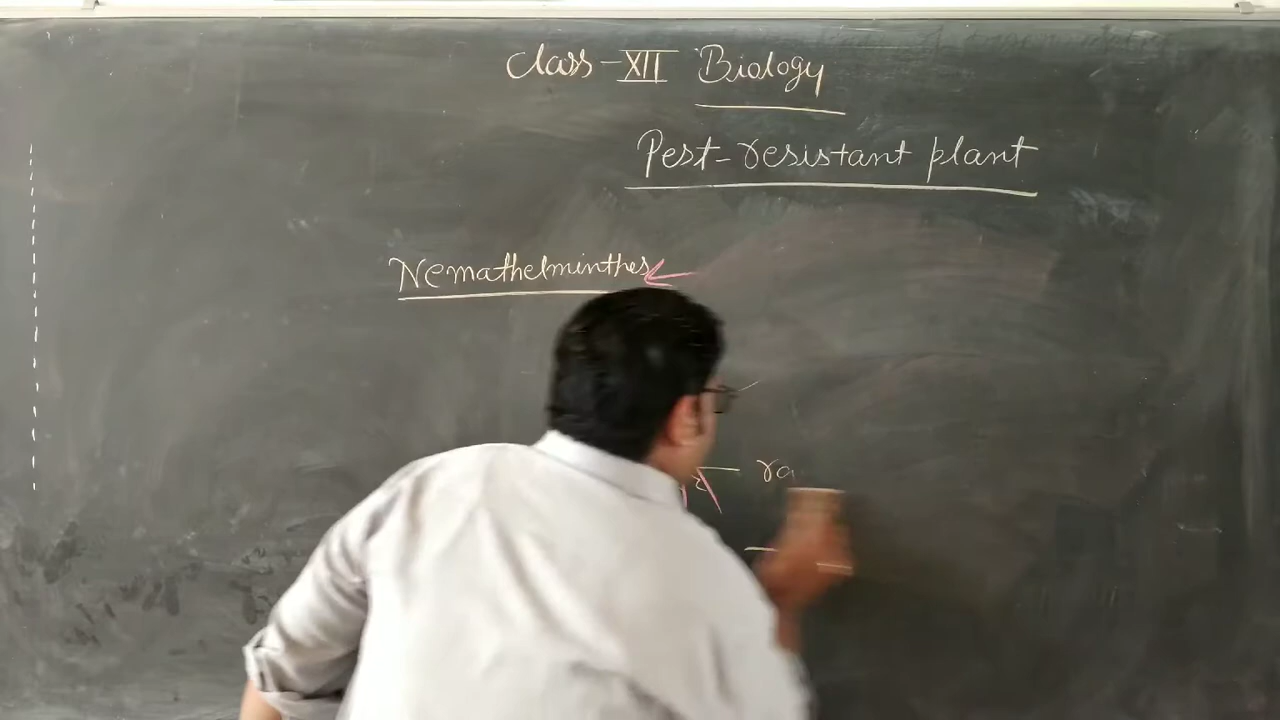 Class - XII Biology
Pest-resistant plant
Nemathelminthes